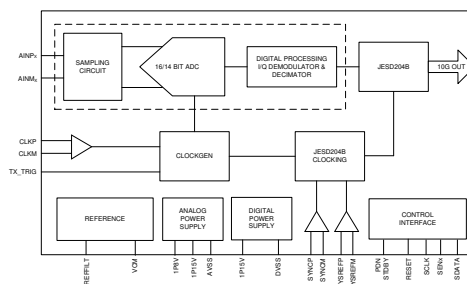 AINPx
AINMx
SAMPLING
CIRCUIT
16/14 BIT ADC
DIGITAL PROCESSING
I/Q DEMODULATOR &
DECIMATOR
JESD204B
10G OUT
CLKP
CLKM
TX_TRIG
CLOCKGEN
JESD204B
CLOCKING
REFERENCE
ANALOG
POWER
SUPPLY
DIGITAL
POWER
SUPPLY
CONTROL
INTERFACE
REFFILT
VCM
1P8V
1P15V
AVSS
1P15V
DVSS
SYNCP
SYNCM
YSREFP
YSREFM
PDN
STDBY
RESET
SCLK
SENx
SDATA